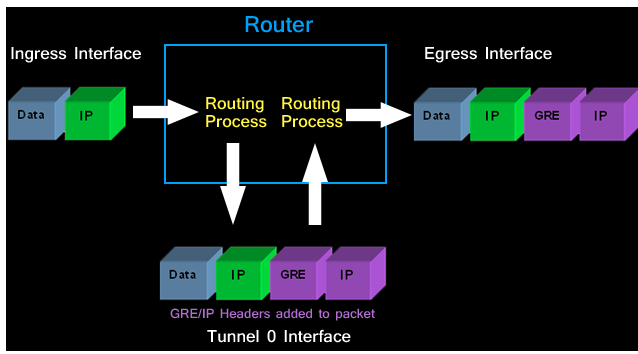 Router
Ingress Interface
Egress Interface
Data IP
Routing Process
Routing Process
Data IP GRE IP
Data IP GRE IP
GRE/IP Headers added to packet
Tunnel 0 Interface